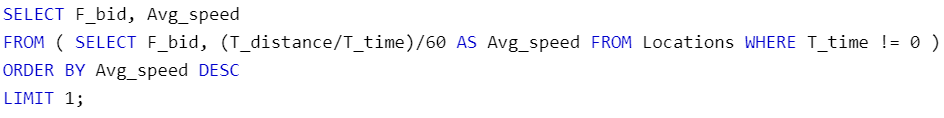 SELECT F_bid, Avg_speed
FROM ( SELECT F_bid, (T_distance/T_time)/60 AS Avg_speed FROM Locations WHERE T_time != 0 )
ORDER BY Avg_speed DESC
LIMIT 1;